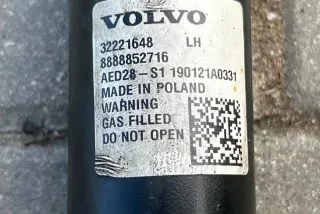 VOLVO
32221648 LH
8888852716
AED28-S1 190121A0331
MADE IN POLAND
WARNING
GAS FILLED
DO NOT OPEN